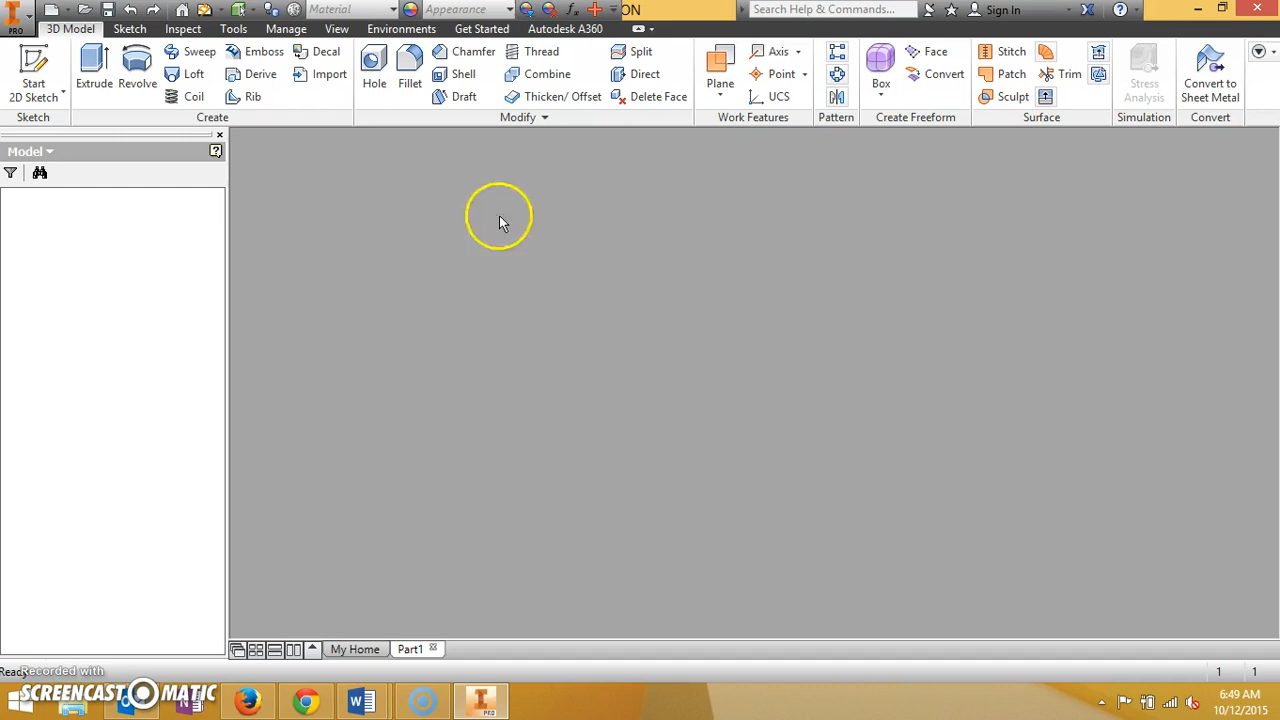 Material
Appearance
ON
Search Help & Commands...
Sign In
PRO
3D Model
Sketch
Inspect
Tools
Manage
View
Environments
Get Started
Autodesk A360
Start
2D Sketch
Extrude
Revolve
Sweep
Loft
Coil
Emboss
Derive
Rib
Decal
Import
Hole
Fillet
Chamfer
Shell
Draft
Thread
Combine
Thicken/ Offset
Split
Direct
Delete Face
Plane
Axis
Point
UCS
Box
Face
Convert
Stitch
Patch
Sculpt
Trim
Stress
Analysis
Convert to
Sheet Metal
Sketch
Create
Modify
Work Features
Pattern
Create Freeform
Surface
Simulation
Convert
Model
My Home
Part1
Ready
Recorded with
1
1
SCREENCAST MATIC
PRO
6:49 AM
10/12/2015